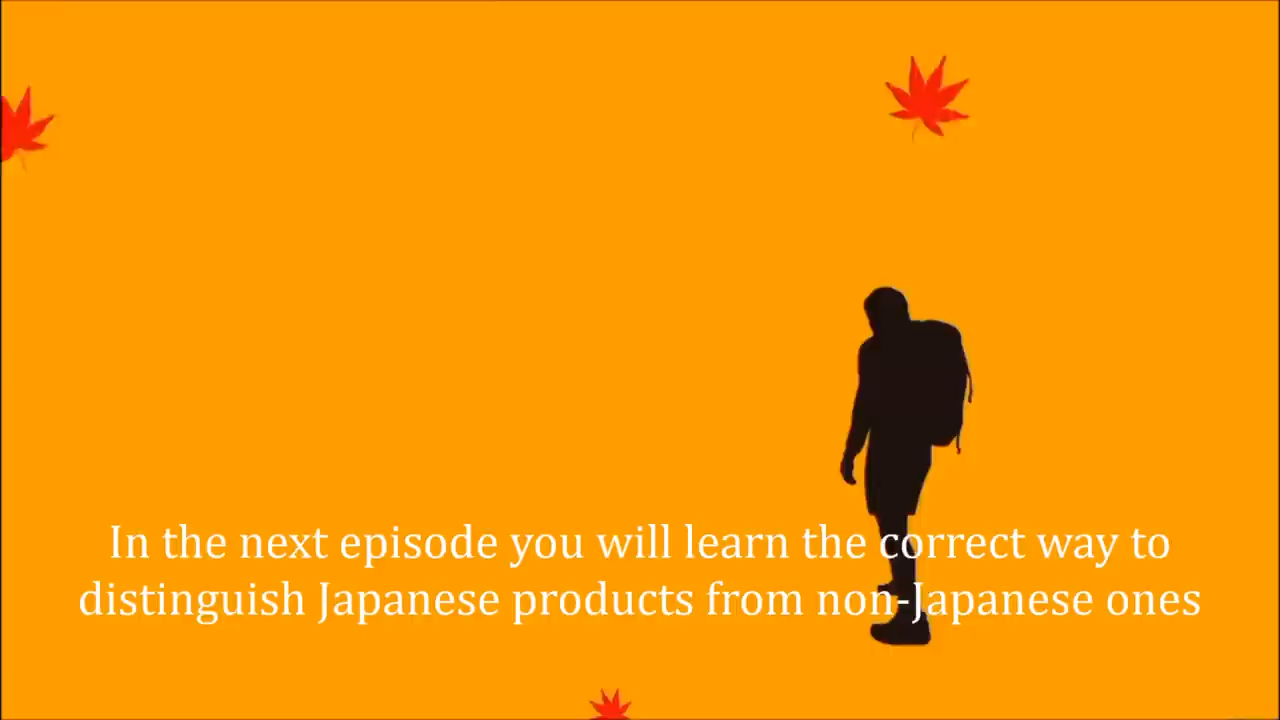 In the next episode you will learn the correct way to
distinguish Japanese products from non-Japanese ones